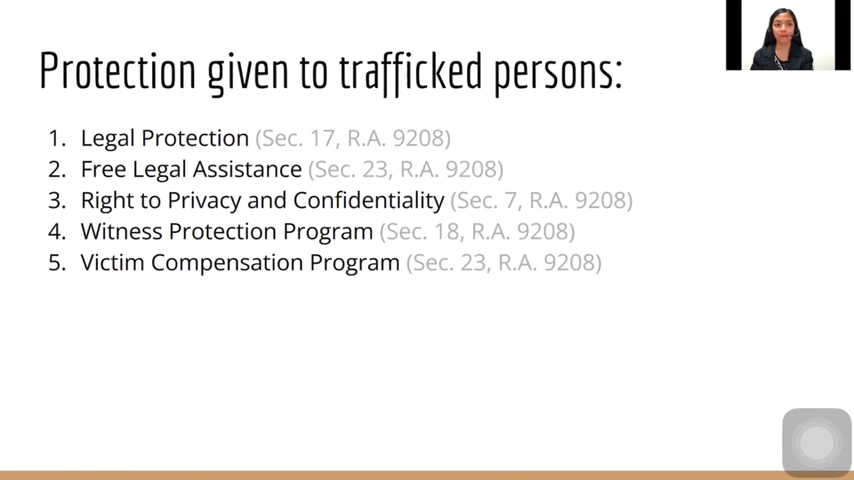 Protection given to trafficked persons:
1. Legal Protection (Sec. 17, R.A. 9208)
2. Free Legal Assistance (Sec. 23, R.A. 9208)
3. Right to Privacy and Confidentiality (Sec. 7, R.A. 9208)
4. Witness Protection Program (Sec. 18, R.A. 9208)
5. Victim Compensation Program (Sec. 23, R.A. 9208)